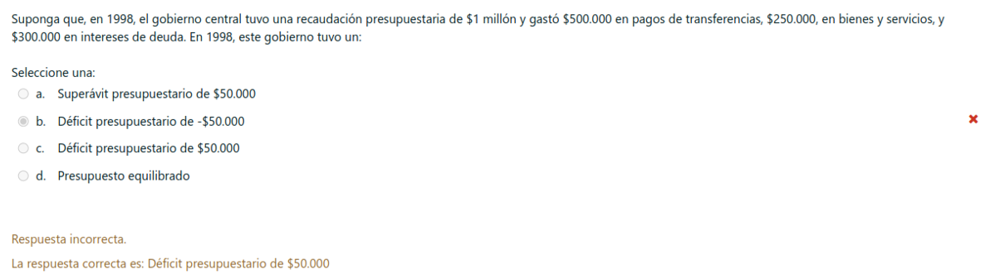 Suponga que, en 1998, el gobierno central tuvo una recaudación presupuestaria de $1 millón y gastó $500.000 en pagos de transferencias, $250.000, en bienes y servicios, y
$300.000 en intereses de deuda. En 1998, este gobierno tuvo un:
Seleccione una:
a. Superávit presupuestario de $50.000
b. Déficit presupuestario de -$50.000
c. Déficit presupuestario de $50.000
d. Presupuesto equilibrado
Respuesta incorrecta.
La respuesta correcta es: Déficit presupuestario de $50.000